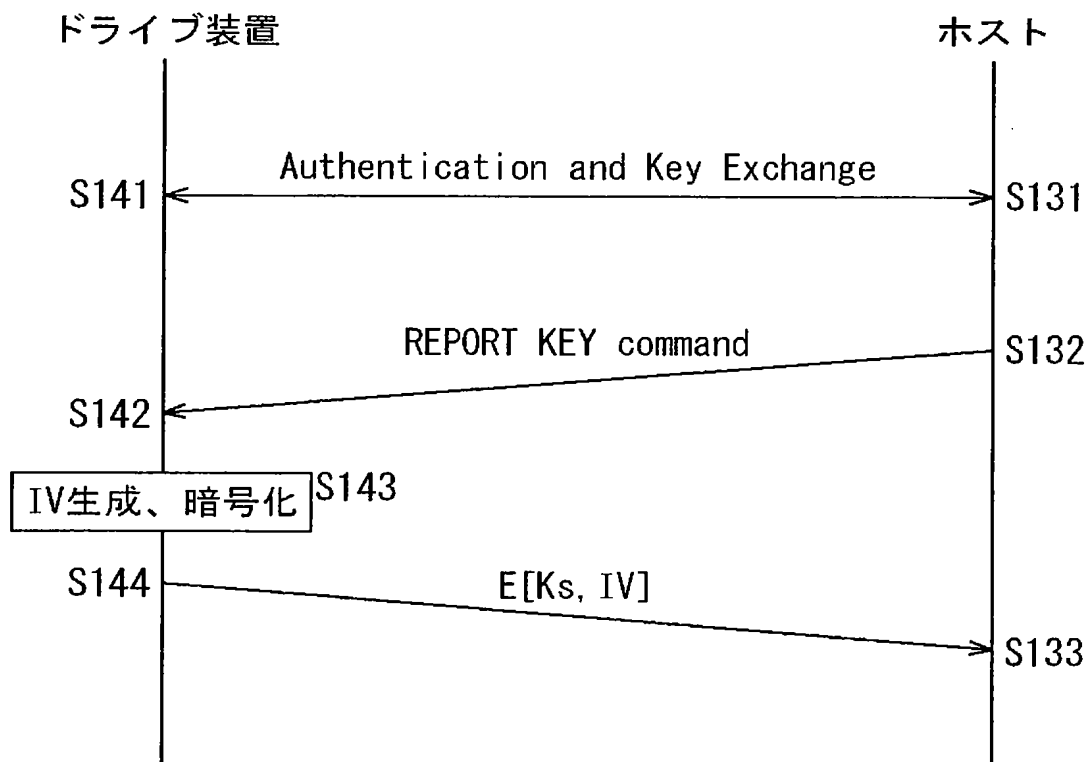 ドライブ装置
ホスト
Authentication and Key Exchange
S141
S131
REPORT KEY command
S132
S142
IV生成、暗号化
S143
S144
E[Ks, IV]
S133